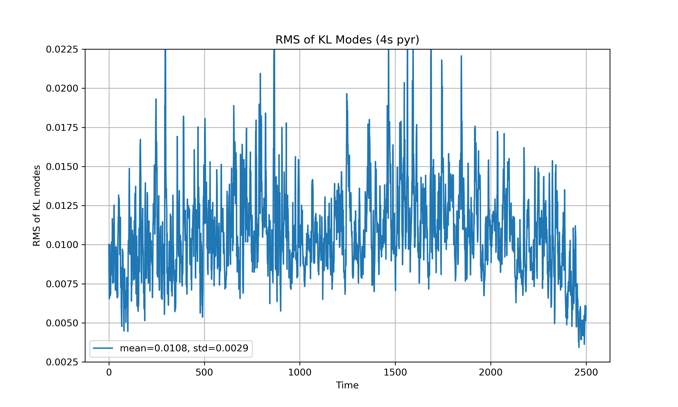 RMS of KL Modes (4s pyr)
0.0225
0.0200
0.0175
0.0150
0.0125
0.0100
0.0075
0.0050
0.0025
RMS of KL modes
mean=0.0108, std=0.0029
0 500 1000 1500 2000 2500
Time